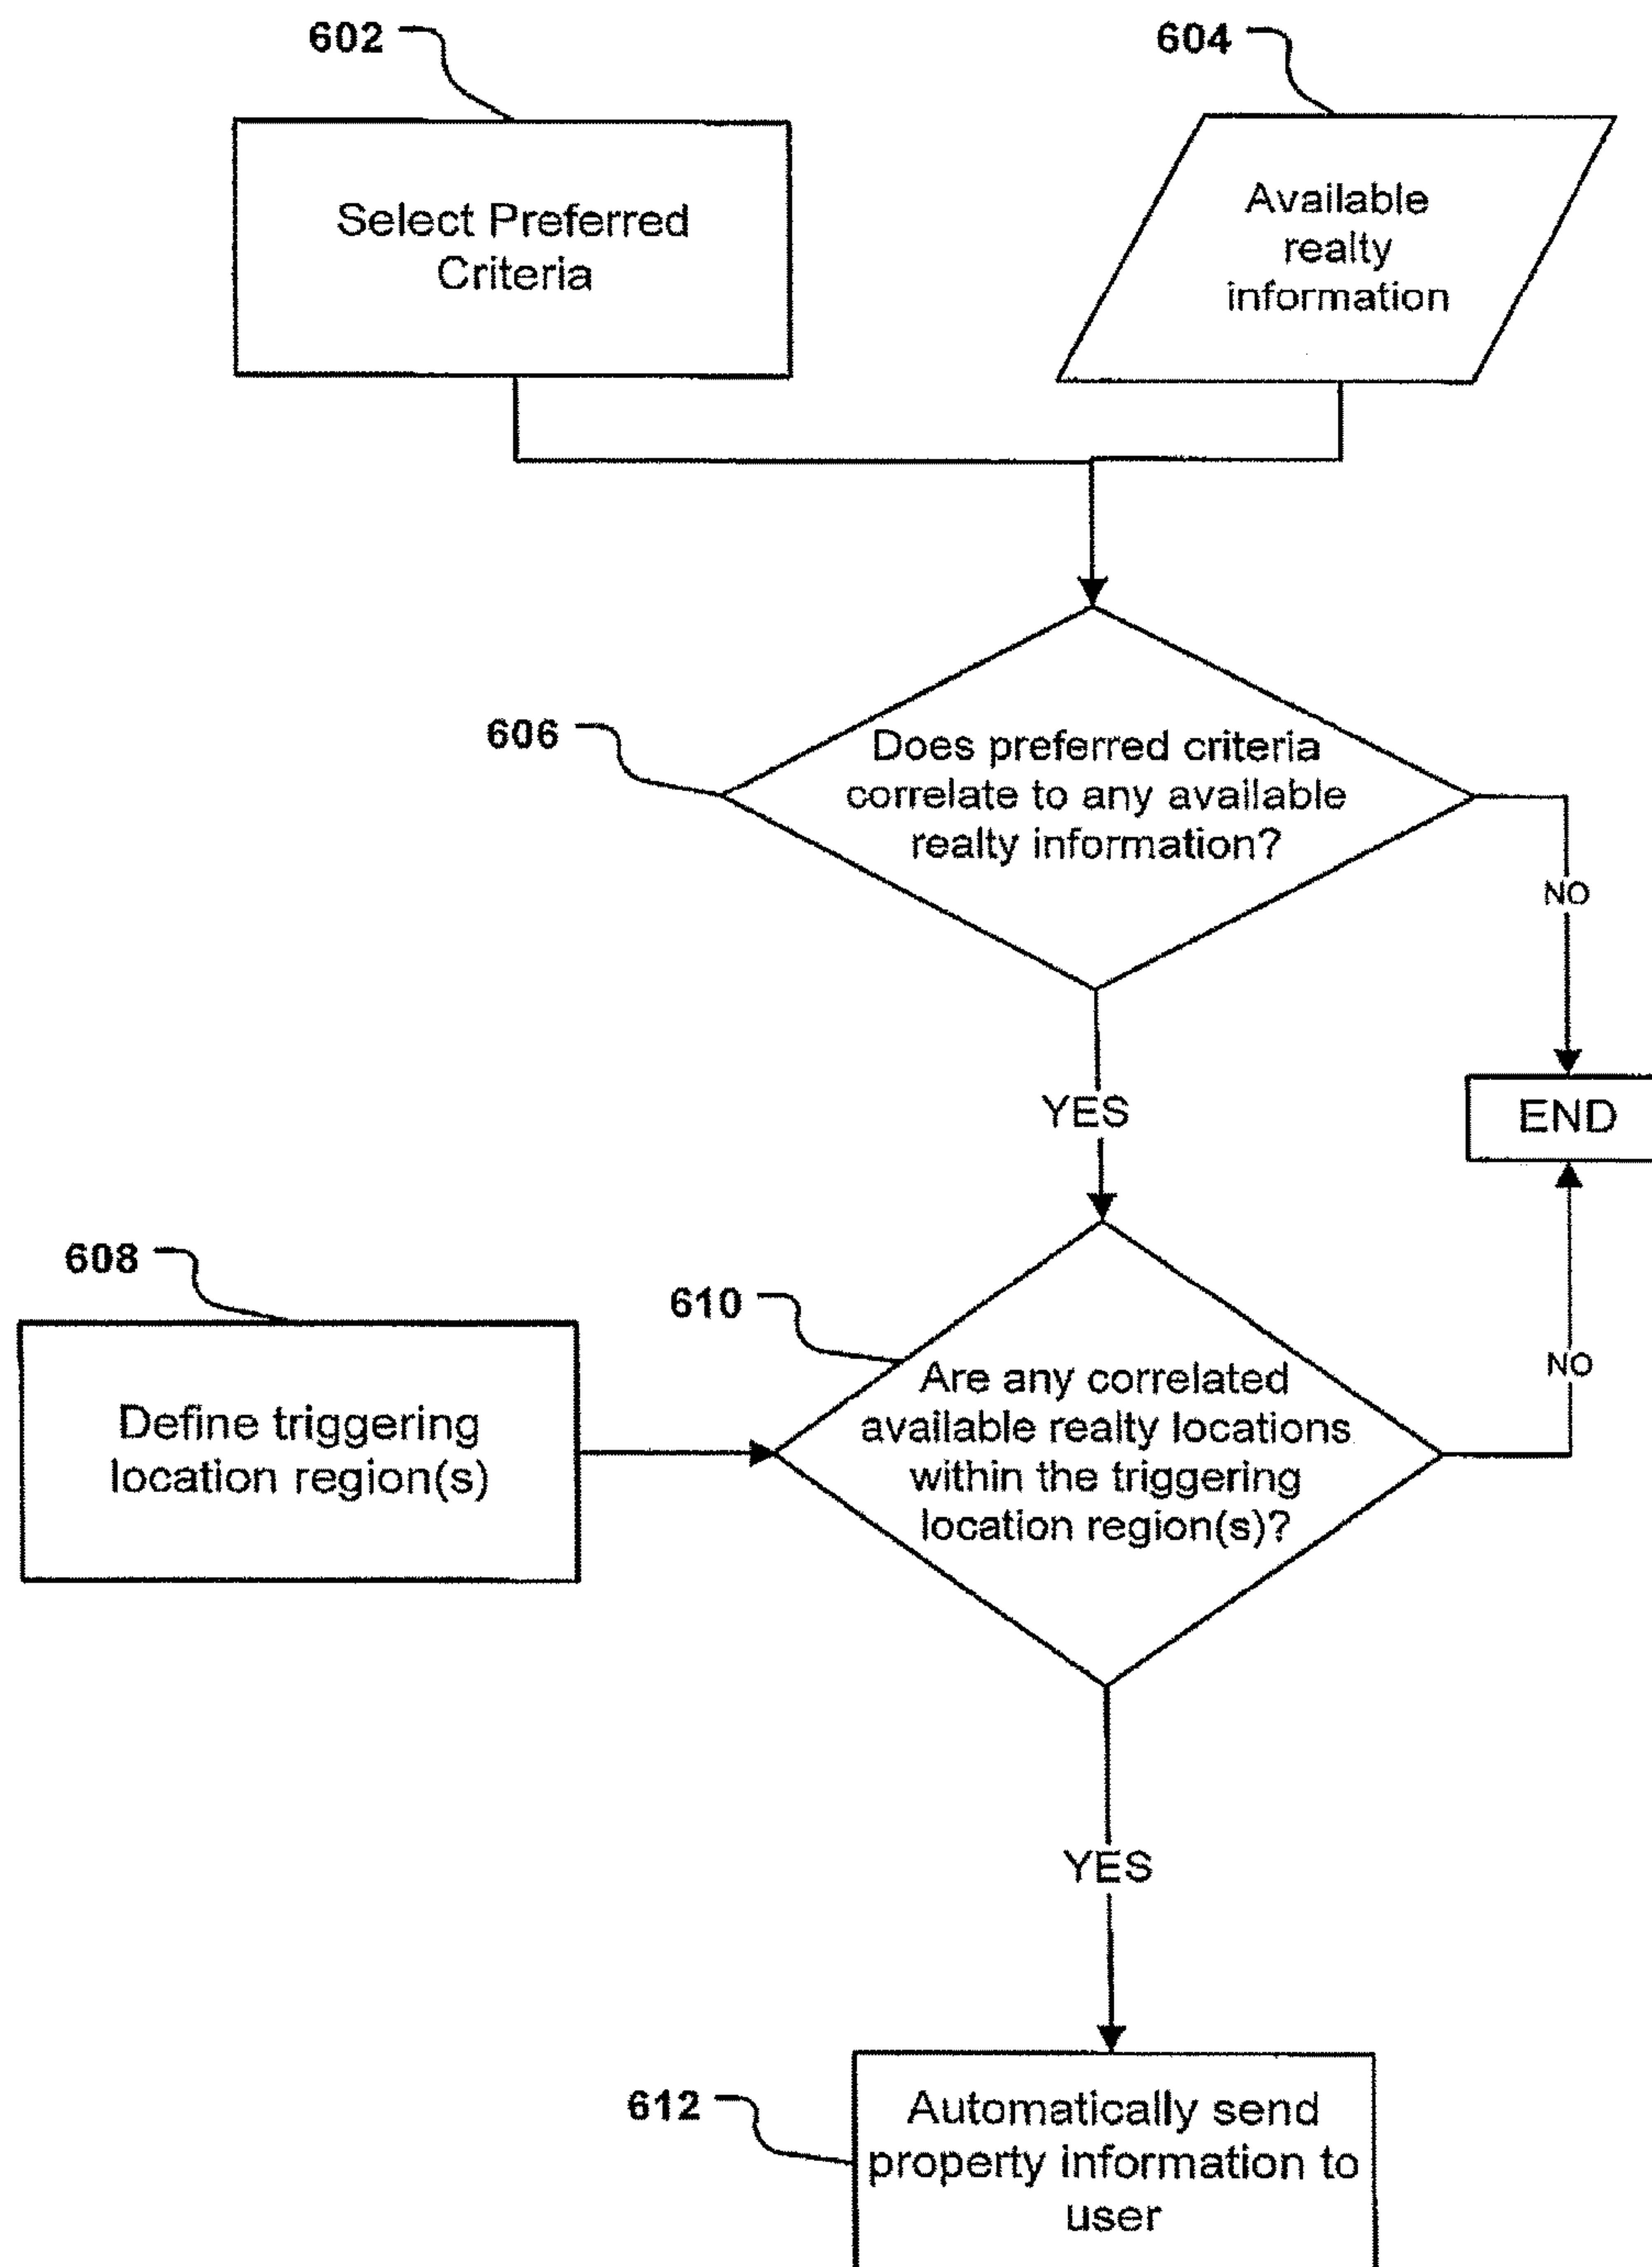 602
604
Select Preferred
Criteria
Available
realty
information
606
Does preferred criteria
correlate to any available
realty information?
NO
YES
END
608
610
Define triggering
location region(s)
Are any correlated
available realty locations
within the triggering
location region(s)?
NO
YES
612
Automatically send
property information to
user